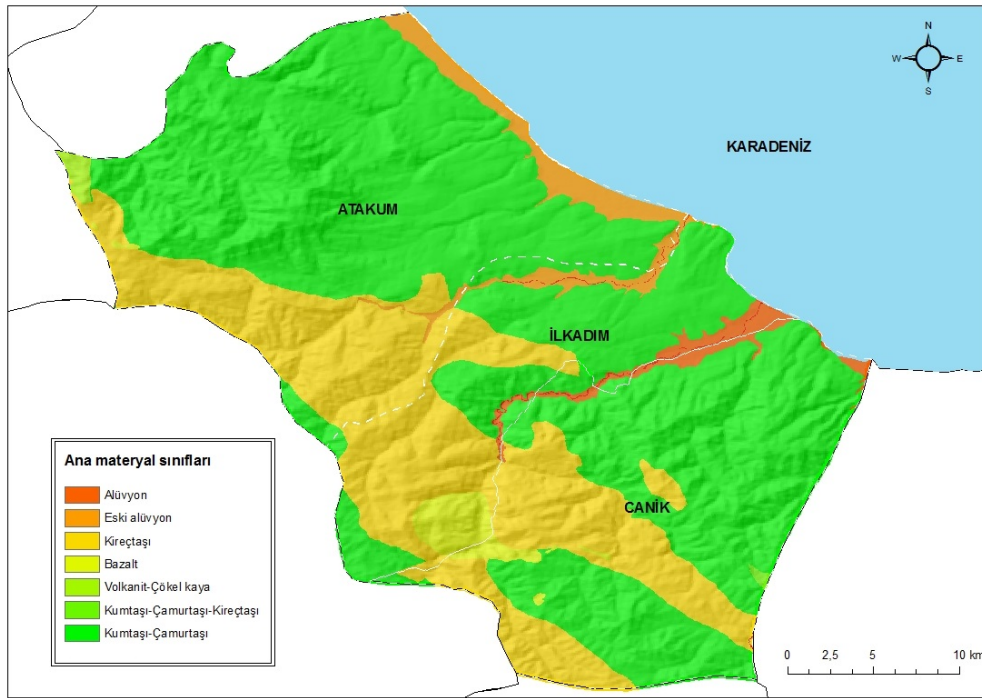 N
W E
S
KARADENİZ
ATAKUM
İLKADIM
CANİK
Ana materyal sınıfları
Alüvyon
Eski alüvyon
Kireçtaşı
Bazalt
Volkanit-Çökel kaya
Kumtaşı-Çamurtaşı-Kireçtaşı
Kumtaşı-Çamurtaşı
0 2,5 5 10 km